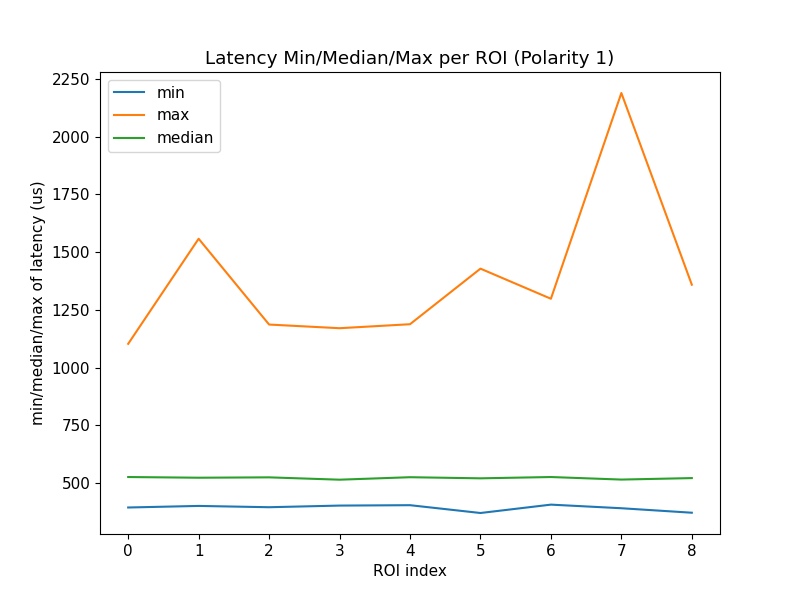 Latency Min/Median/Max per ROI (Polarity 1)
min
max
median
min/median/max of latency (us)
2250
2000
1750
1500
1250
1000
750
500
0 1 2 3 4 5 6 7 8
ROI index